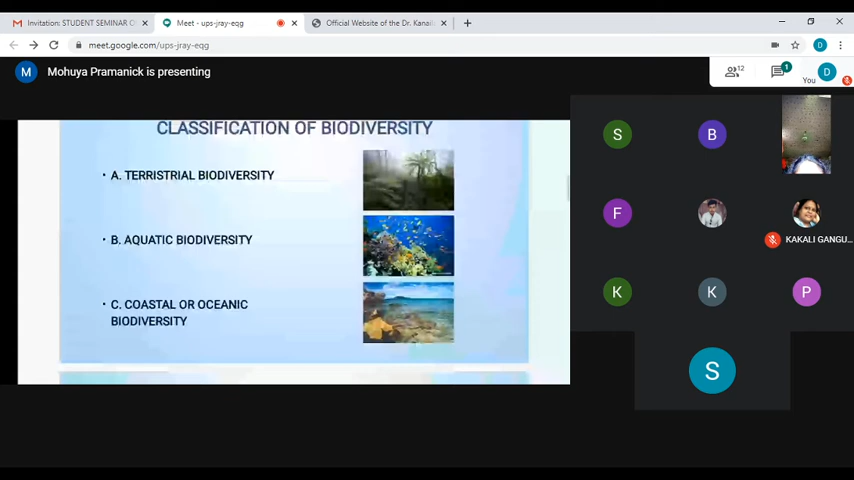 Invitation: STUDENT SEMINAR O
Meet - ups-jray-eqg
Official Website of the Dr. Kanail
meet.google.com/ups-jray-eqg
D
M
Mohuya Pramanick is presenting
12
1
You
D
CLASSIFICATION OF BIODIVERSITY
• A. TERRISTRIAL BIODIVERSITY
• B. AQUATIC BIODIVERSITY
• C. COASTAL OR OCEANIC
BIODIVERSITY
S
B
F
KAKALI GANGU...
K
K
P
S